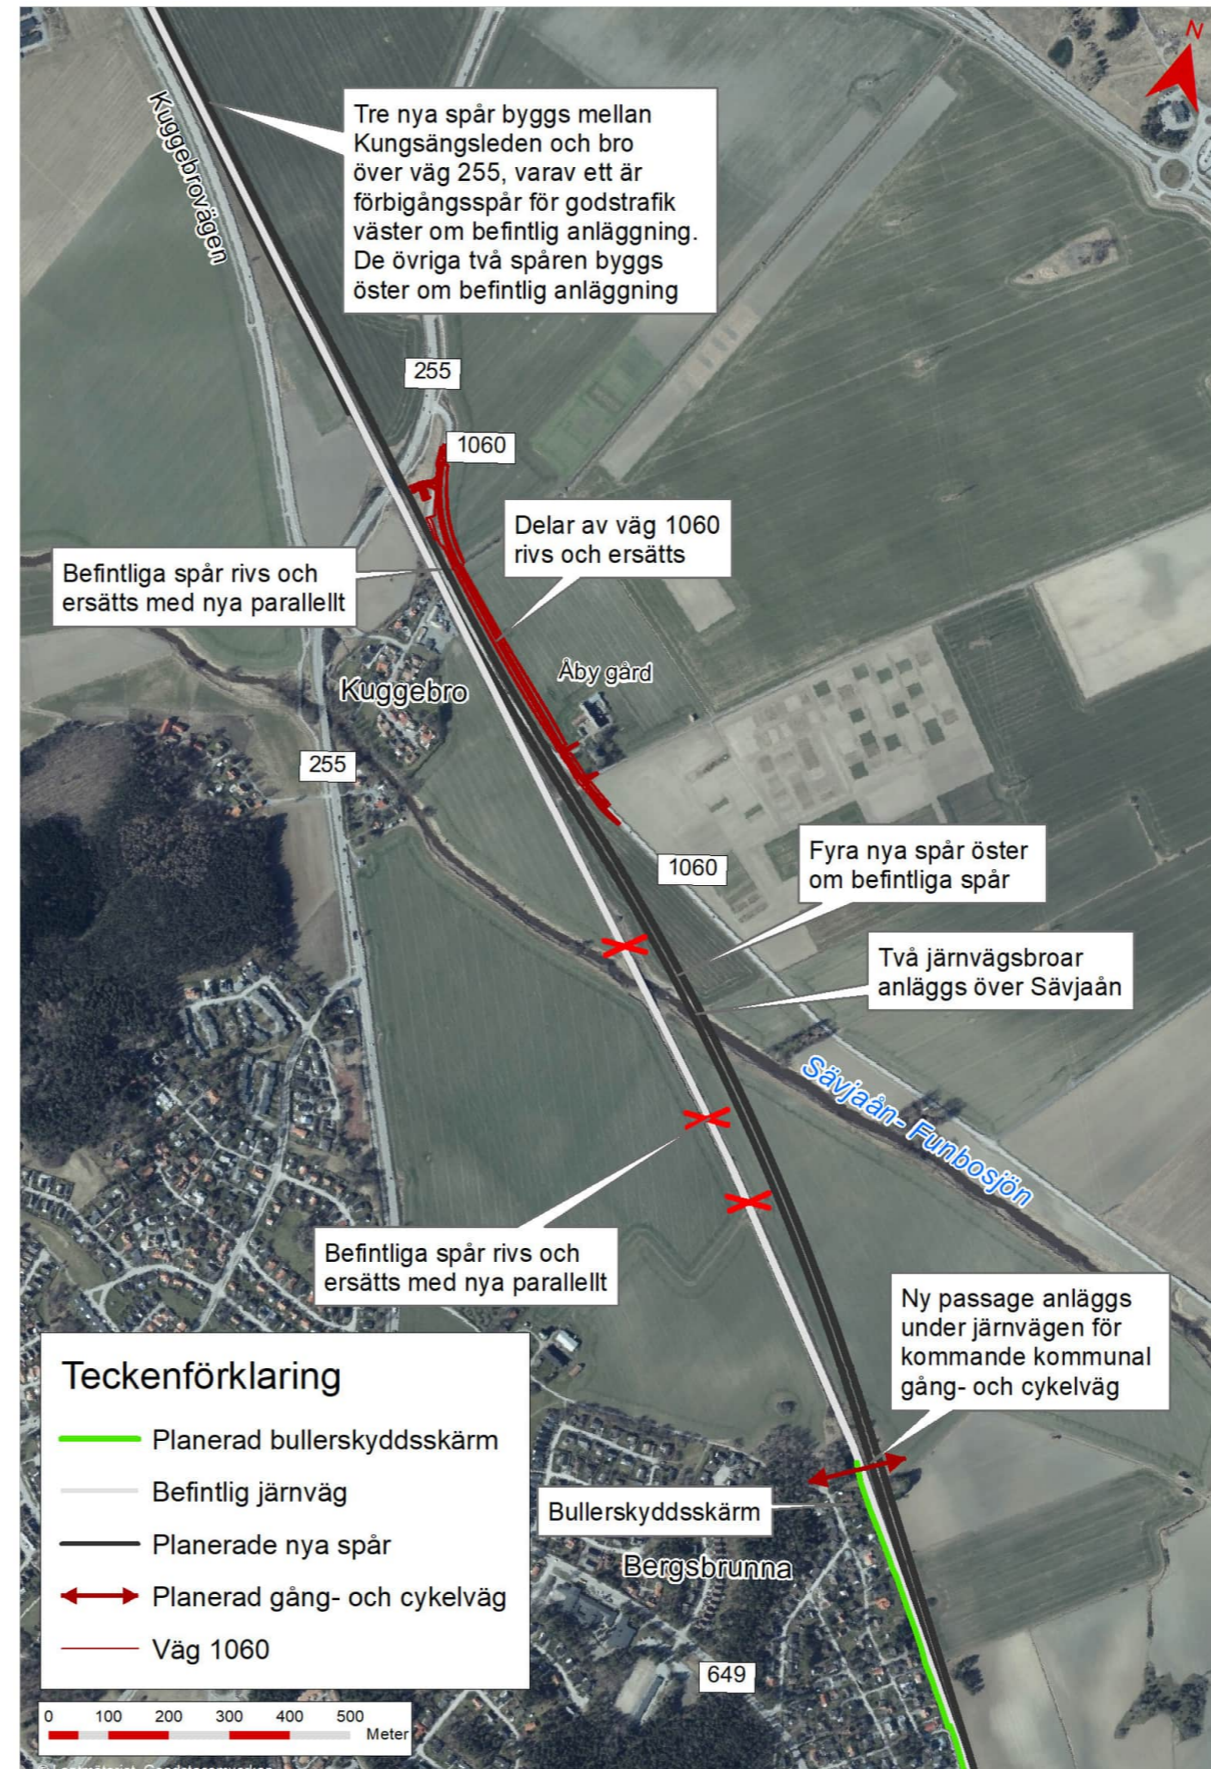 N
Kuggebrovägen
Tre nya spår byggs mellan
Kungsängsleden och bro
över väg 255, varav ett är
förbigångsspår för godstrafik
väster om befintlig anläggning.
De övriga två spåren byggs
öster om befintlig anläggning
255
1060
Delar av väg 1060
rivs och ersätts
Befintliga spår rivs och
ersätts med nya parallellt
Åby gård
Kuggebro
255
Fyra nya spår öster
om befintliga spår
1060
Två järnvägsbroar
anläggs över Sävjaån
Sävjaån- Funbosjön
Befintliga spår rivs och
ersätts med nya parallellt
Ny passage anläggs
under järnvägen för
kommande kommunal
gång- och cykelväg
Bullerskyddsskärm
Bergsbrunna
649
Teckenförklaring
Planerad bullerskyddsskärm
Befintlig järnväg
Planerade nya spår
Planerad gång- och cykelväg
Väg 1060
0 100 200 300 400 500
Meter